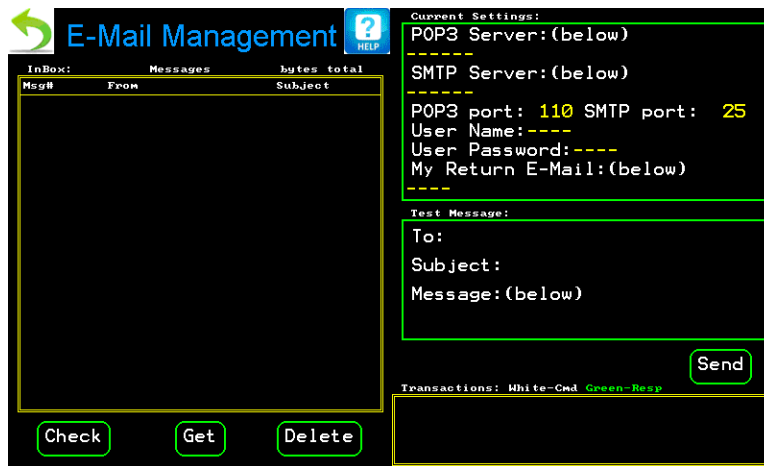 E-Mail Management
?
HELP
InBox: Messages bytes total
Msg# From Subject
Check Get Delete
Current Settings:
POP3 Server:(below)
------
SMTP Server:(below)
------
POP3 port: 110 SMTP port: 25
User Name:----
User Password:----
My Return E-Mail:(below)
----
Test Message:
To:
Subject:
Message:(below)
Send
Transactions: White-Cmd Green-Resp